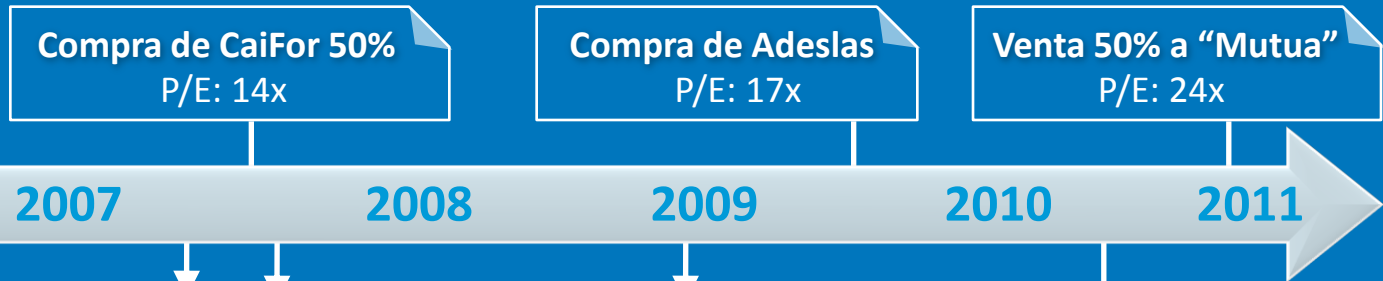 Compra de CaiFor 50%
P/E: 14x
Compra de Adeslas
P/E: 17x
Venta 50% a “Mutua”
P/E: 24x
2007 2008 2009 2010 2011